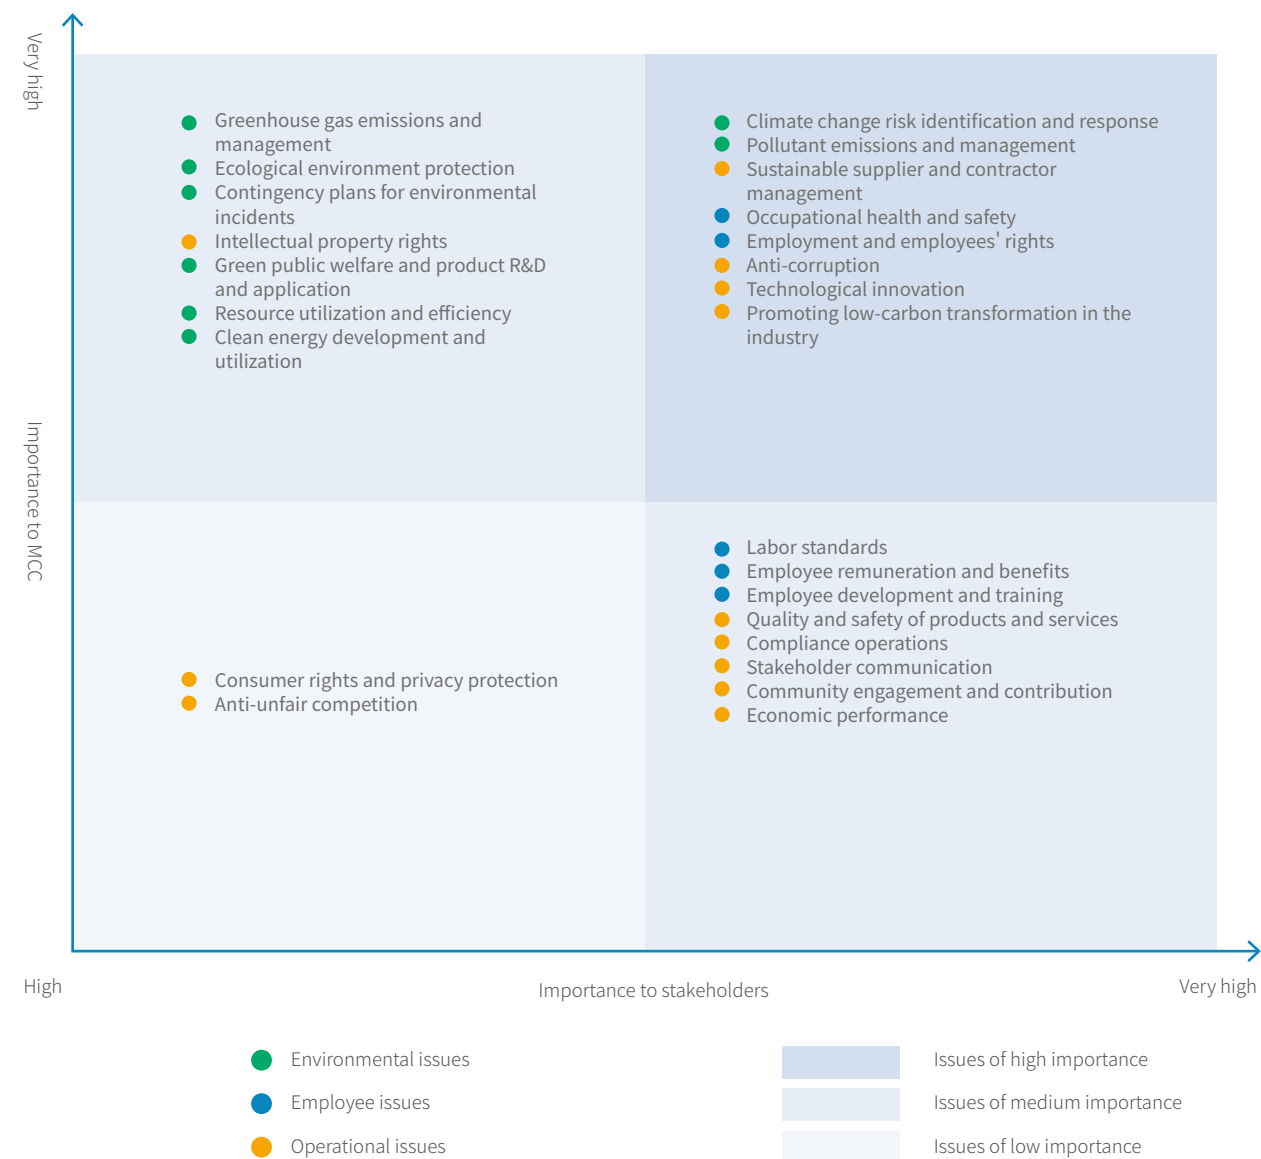 Very high
Importance to MCC
Greenhouse gas emissions and
management
Ecological environment protection
Contingency plans for environmental
incidents
Intellectual property rights
Green public welfare and product R&D
and application
Resource utilization and efficiency
Clean energy development and
utilization
Climate change risk identification and response
Pollutant emissions and management
Sustainable supplier and contractor
management
Occupational health and safety
Employment and employees' rights
Anti-corruption
Technological innovation
Promoting low-carbon transformation in the
industry
Consumer rights and privacy protection
Anti-unfair competition
Labor standards
Employee remuneration and benefits
Employee development and training
Quality and safety of products and services
Compliance operations
Stakeholder communication
Community engagement and contribution
Economic performance
High
Importance to stakeholders
Very high
Environmental issues
Employee issues
Operational issues
Issues of high importance
Issues of medium importance
Issues of low importance